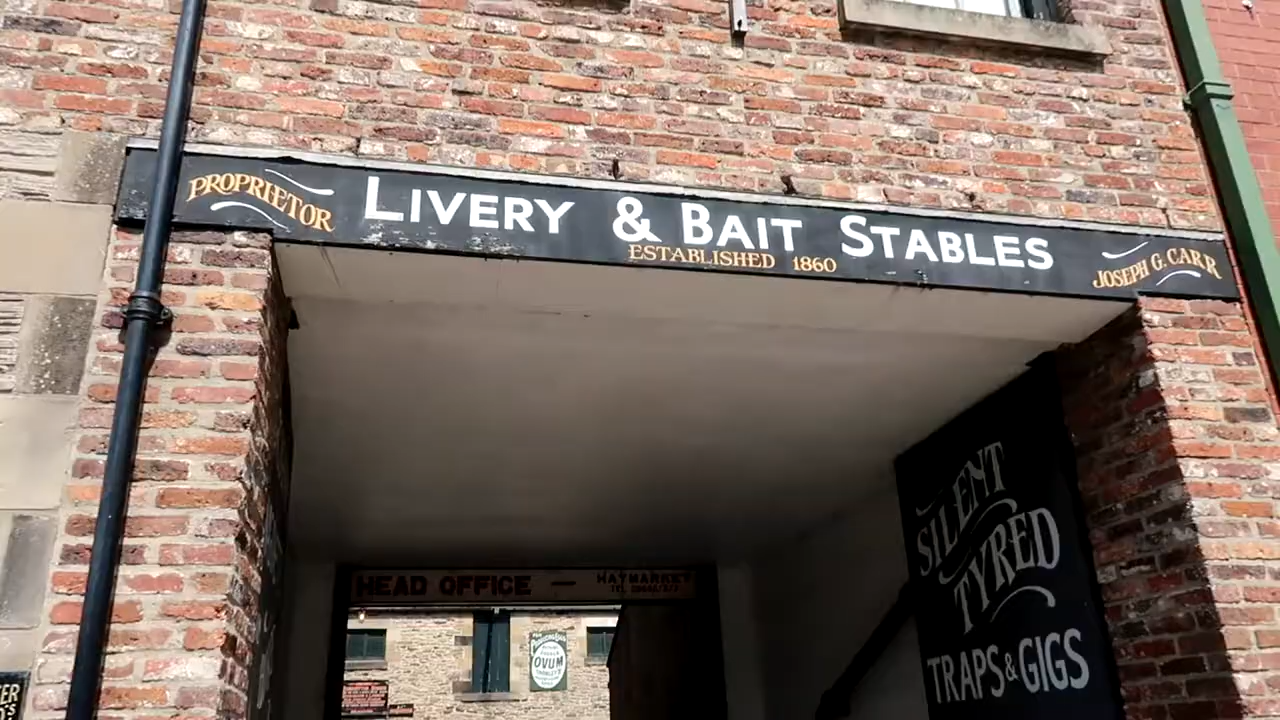 PROPRIETOR
LIVERY & BAIT STABLES
ESTABLISHED 1860
JOSEPH G. CARR
SILENT
TYRED
TRAPS & GIGS
HEAD OFFICE — HAYMARKET
OVUM